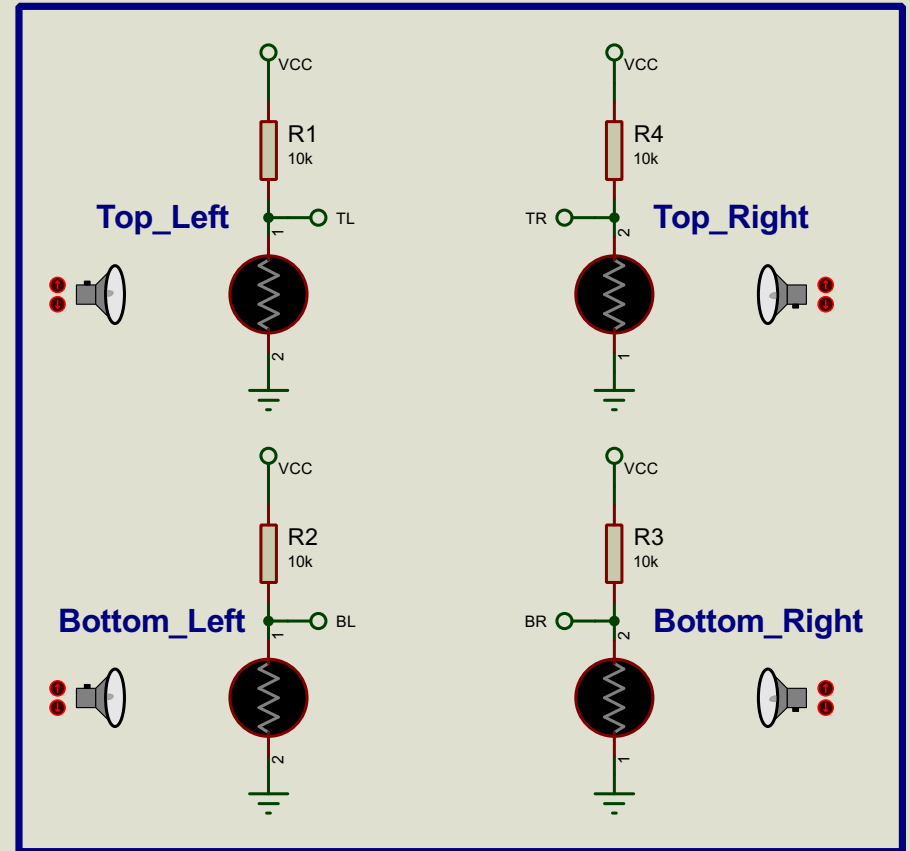 VCC
VCC
R1
10k
R4
10k
Top_Left
TL
TR
Top_Right
1
2
2
1
VCC
VCC
R2
10k
R3
10k
Bottom_Left
BL
BR
Bottom_Right
1
2
2
1